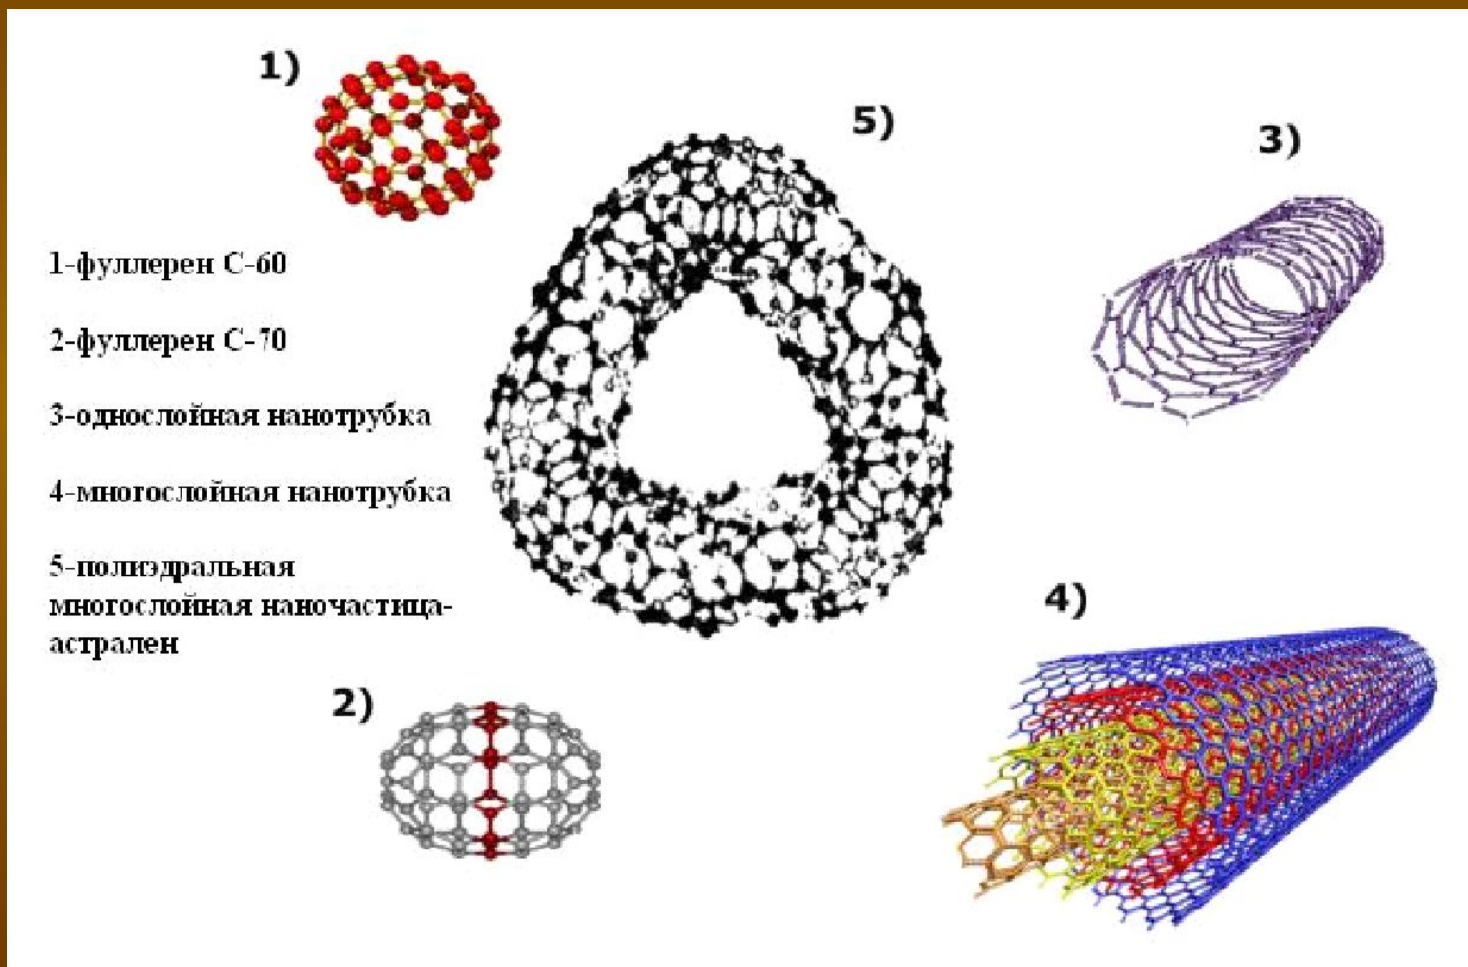 1)
5)
3)
1-фуллерен С-60
2-фуллерен С-70
3-однослойная нанотрубка
4-многослойная нанотрубка
5-полиэдральная
многослойная наночастица-
астрален
4)
2)